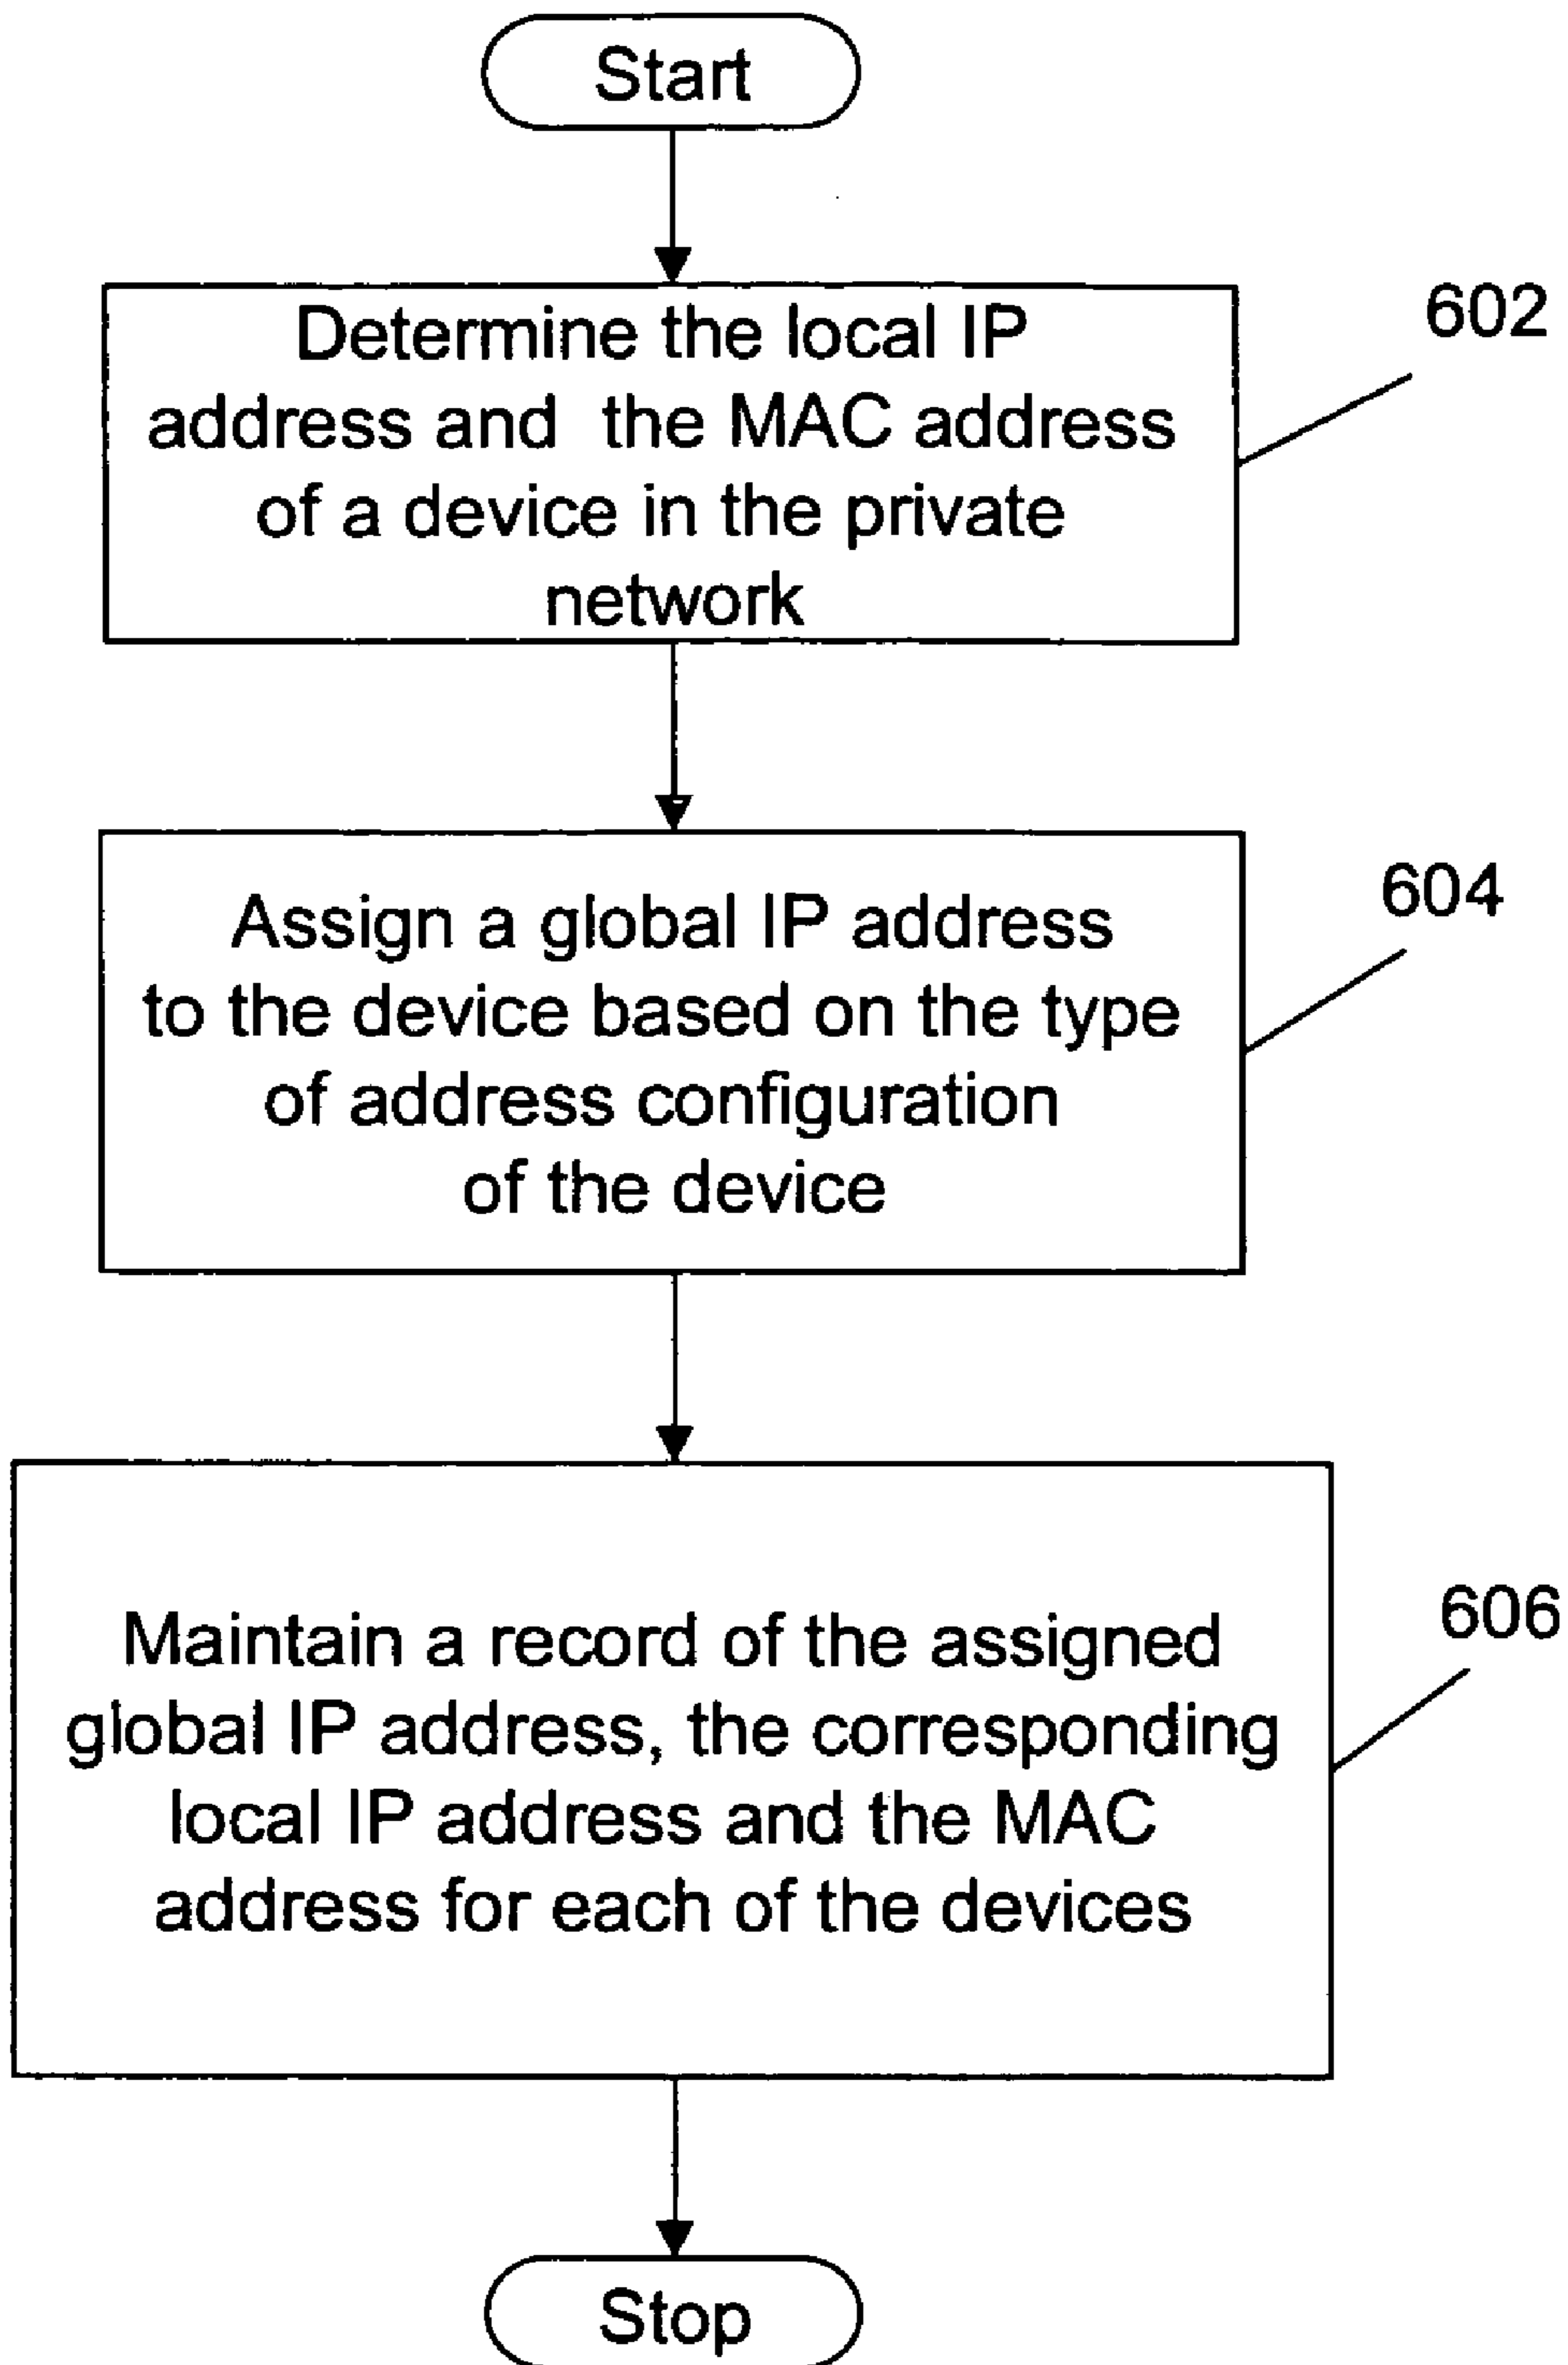 Start
Determine the local IP
address and the MAC address
of a device in the private
network
602
Assign a global IP address
to the device based on the type
of address configuration
of the device
604
Maintain a record of the assigned
global IP address, the corresponding
local IP address and the MAC
address for each of the devices
606
Stop